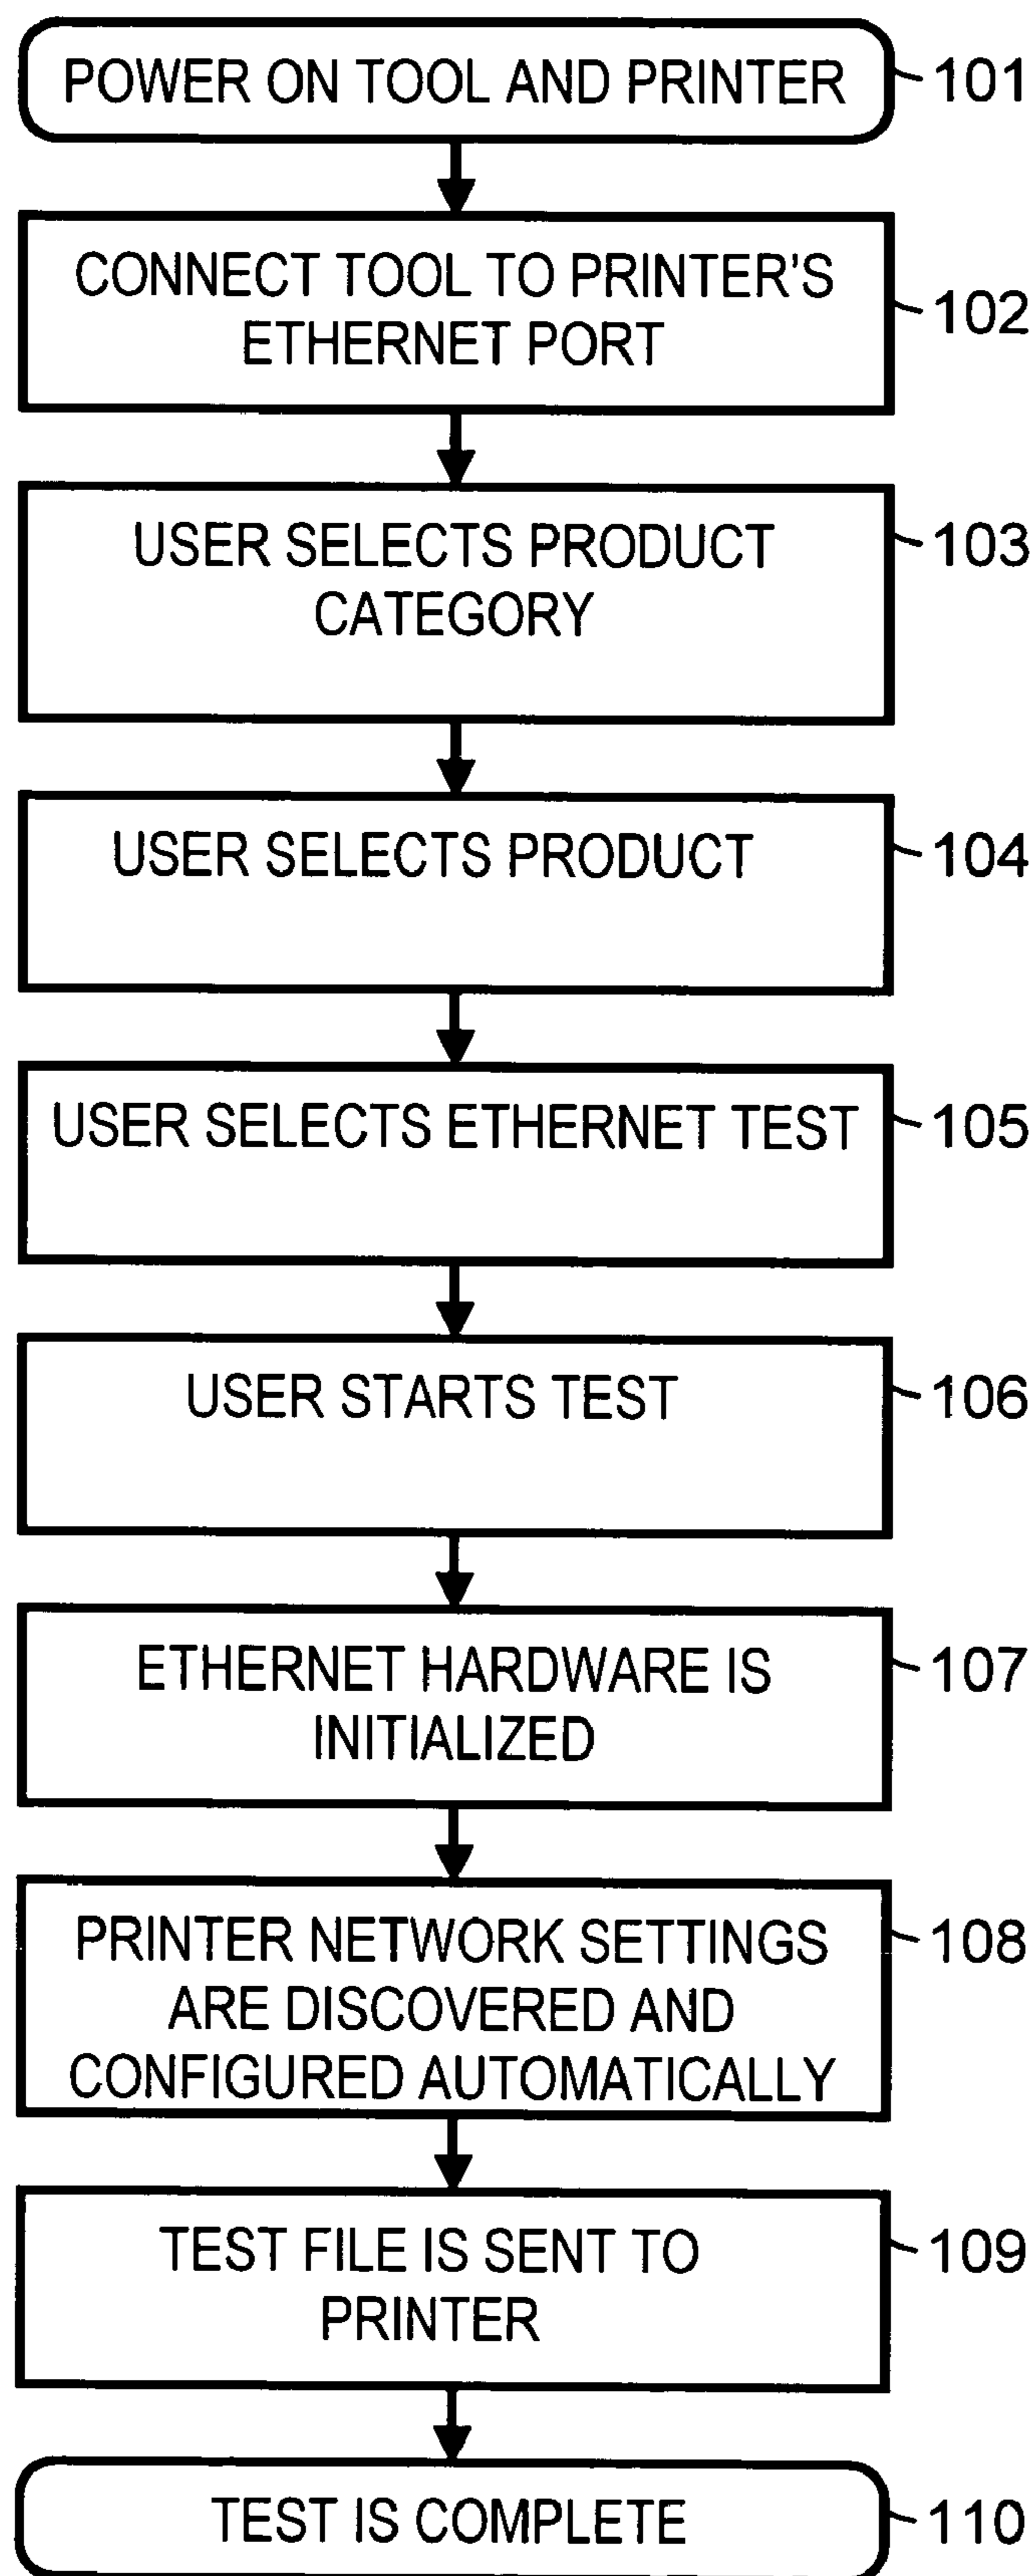 POWER ON TOOL AND PRINTER
101
CONNECT TOOL TO PRINTER'S
ETHERNET PORT
102
USER SELECTS PRODUCT
CATEGORY
103
USER SELECTS PRODUCT
104
USER SELECTS ETHERNET TEST
105
USER STARTS TEST
106
ETHERNET HARDWARE IS
INITIALIZED
107
PRINTER NETWORK SETTINGS
ARE DISCOVERED AND
CONFIGURED AUTOMATICALLY
108
TEST FILE IS SENT TO
PRINTER
109
TEST IS COMPLETE
110